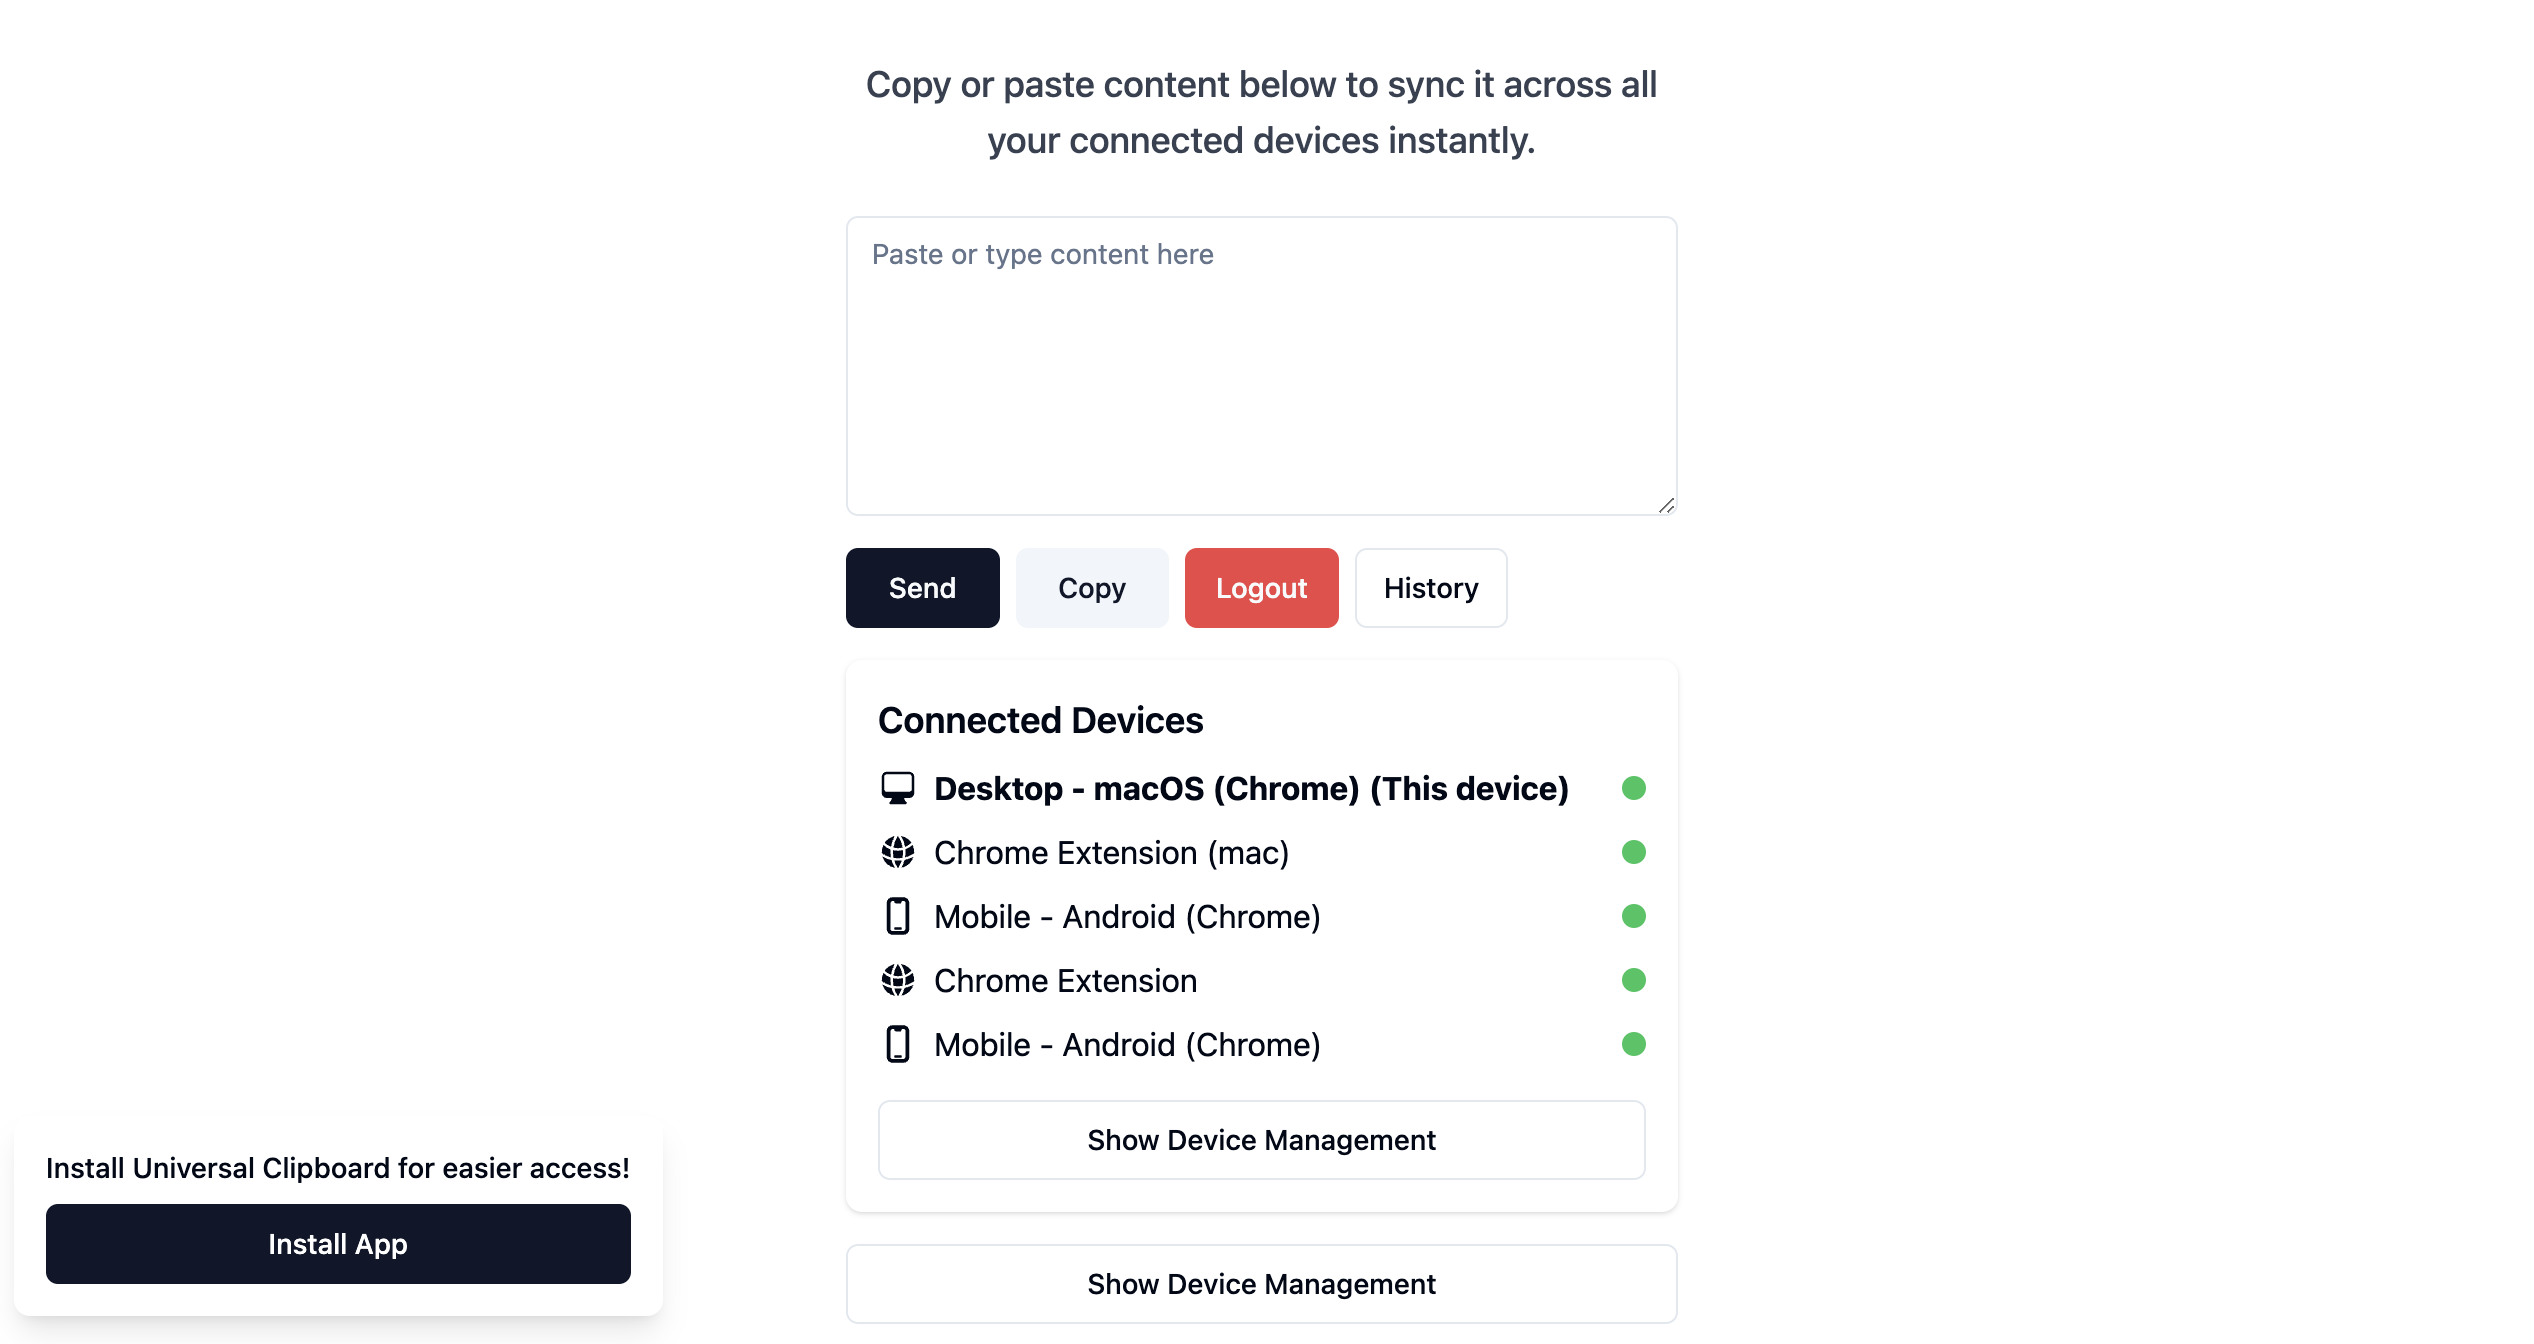 Copy or paste content below to sync it across all
your connected devices instantly.
Paste or type content here
Send
Copy
Logout
History
Connected Devices
Desktop - macOS (Chrome) (This device)
Chrome Extension (mac)
Mobile - Android (Chrome)
Chrome Extension
Mobile - Android (Chrome)
Show Device Management
Show Device Management
Install Universal Clipboard for easier access!
Install App